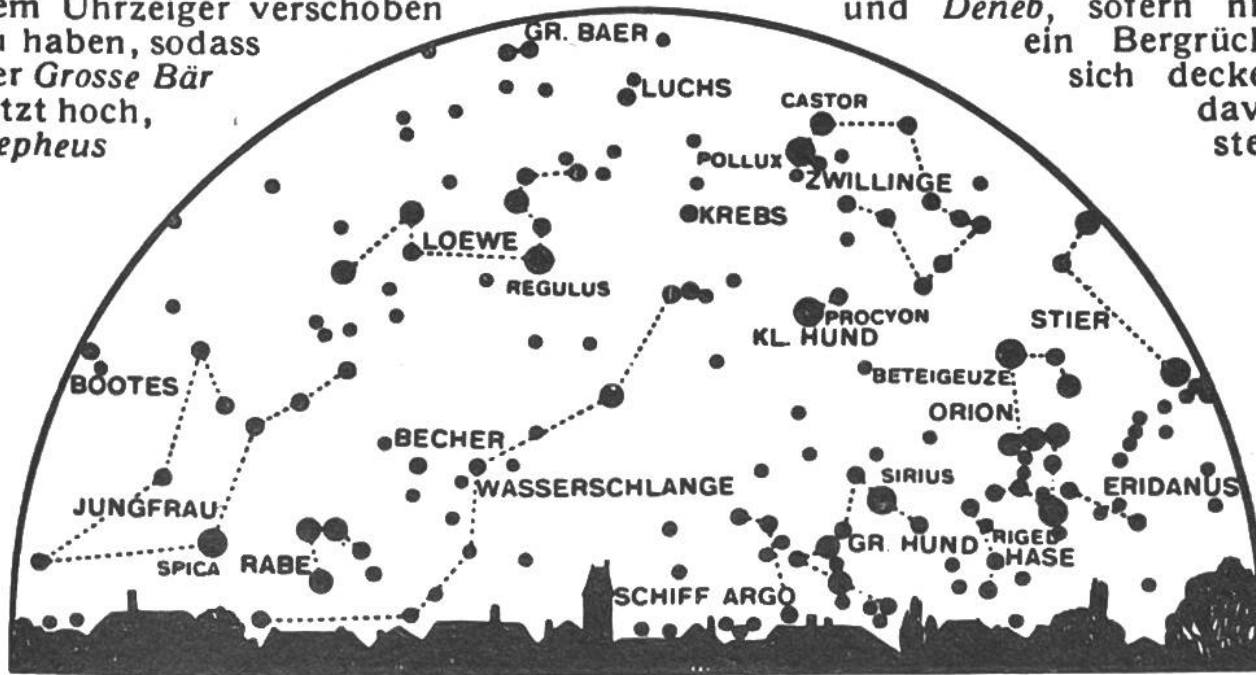 em Uhrzeiger verschoben
u haben, sodass
er Grosse Bär
tzt hoch,
epheus
und Deneb, sofern
ein Bergrück
sich decke
dav
ste
GR. BAER
LUCHS
CASTOR
POLLUX
ZWILLINGE
KREBS
LOEWE
REGULUS
PROCYON
KL. HUND
STIER
BOOTES
BETEIGEUZE
ORION
BECHER
SIRIUS
WASSERSCHLANGE
ERIDANUS
JUNGFRAU
SPICA
RABE
GR. HUND
RIGEL
HASE
SCHIFF ARGO